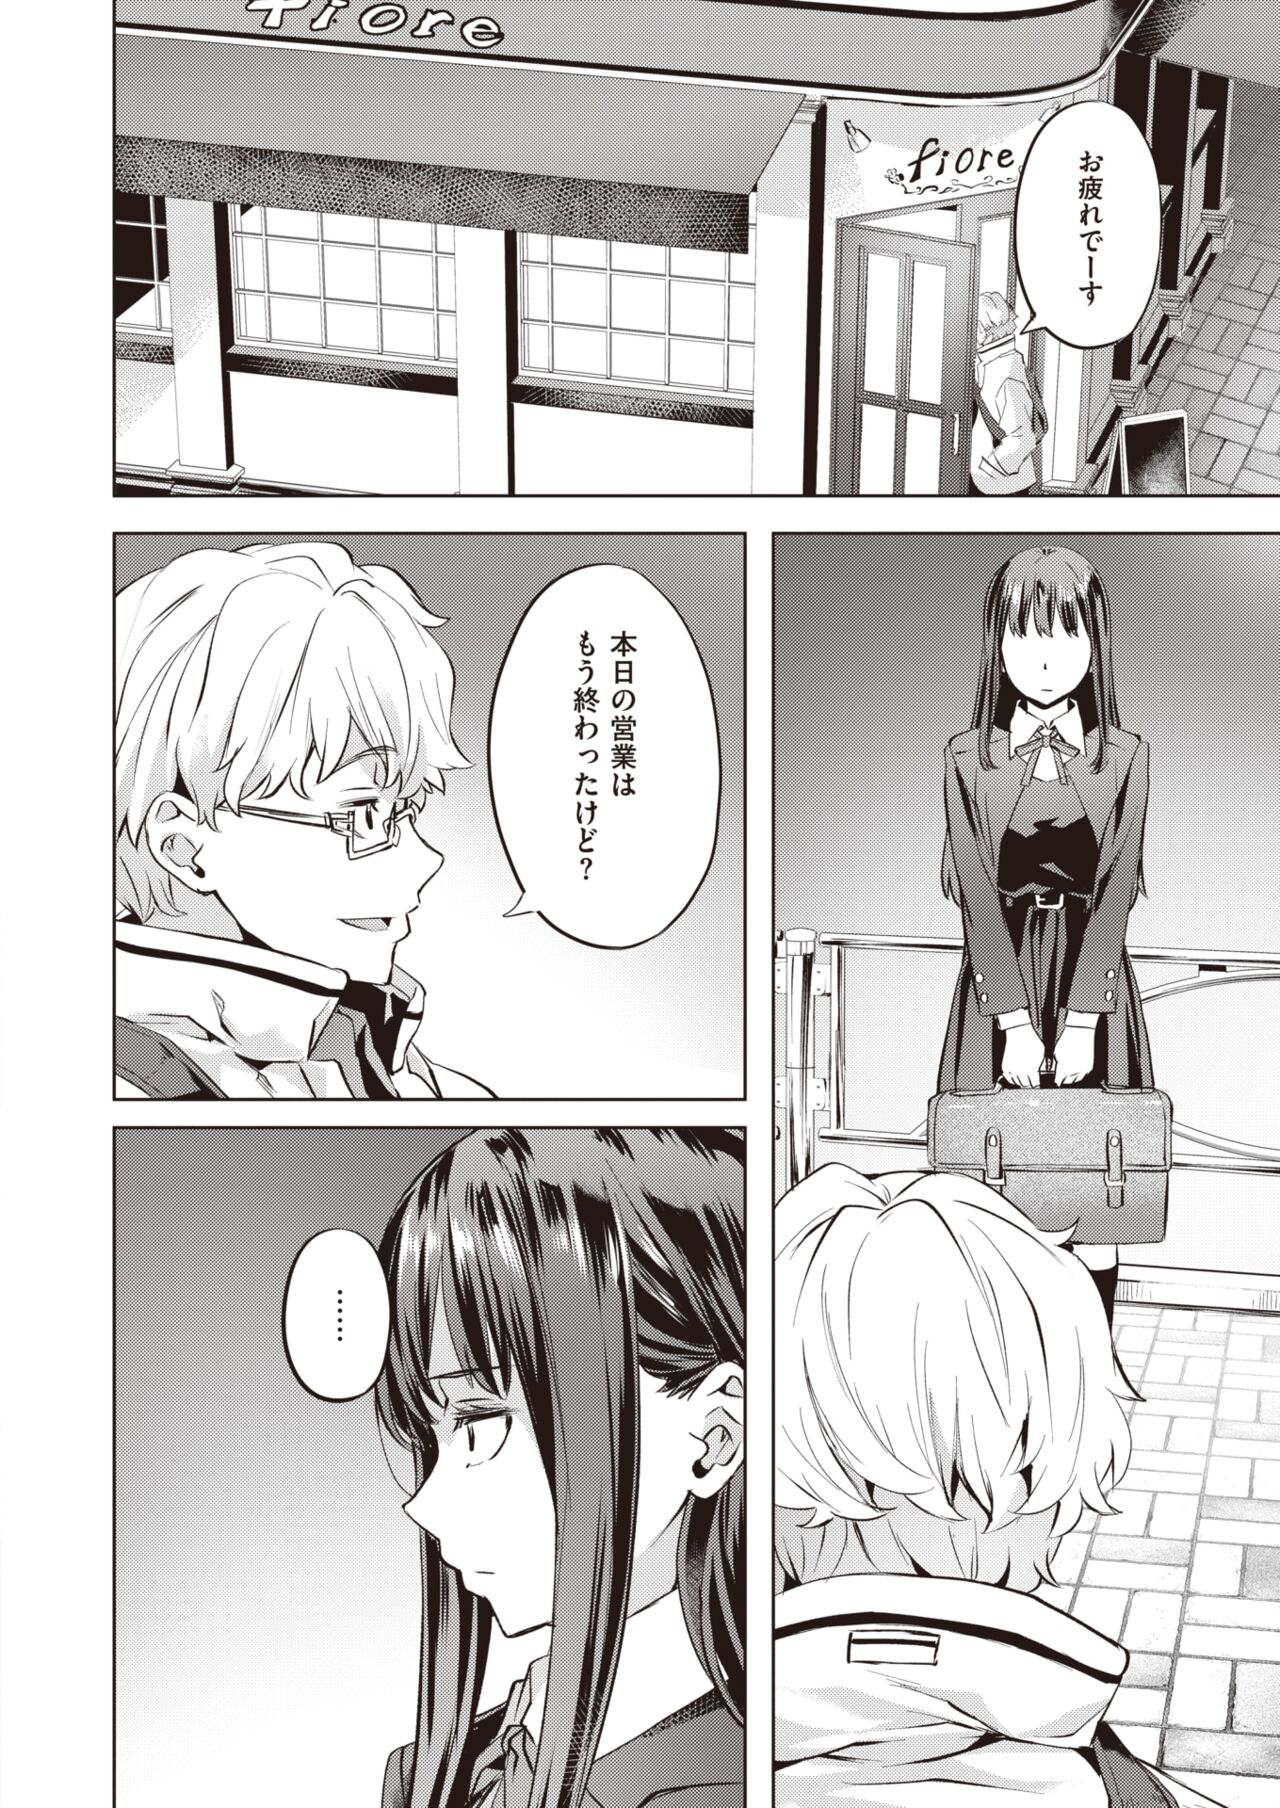 fiore
fiore
お疲れでーす
本日の営業は
もう終わったけど？
……